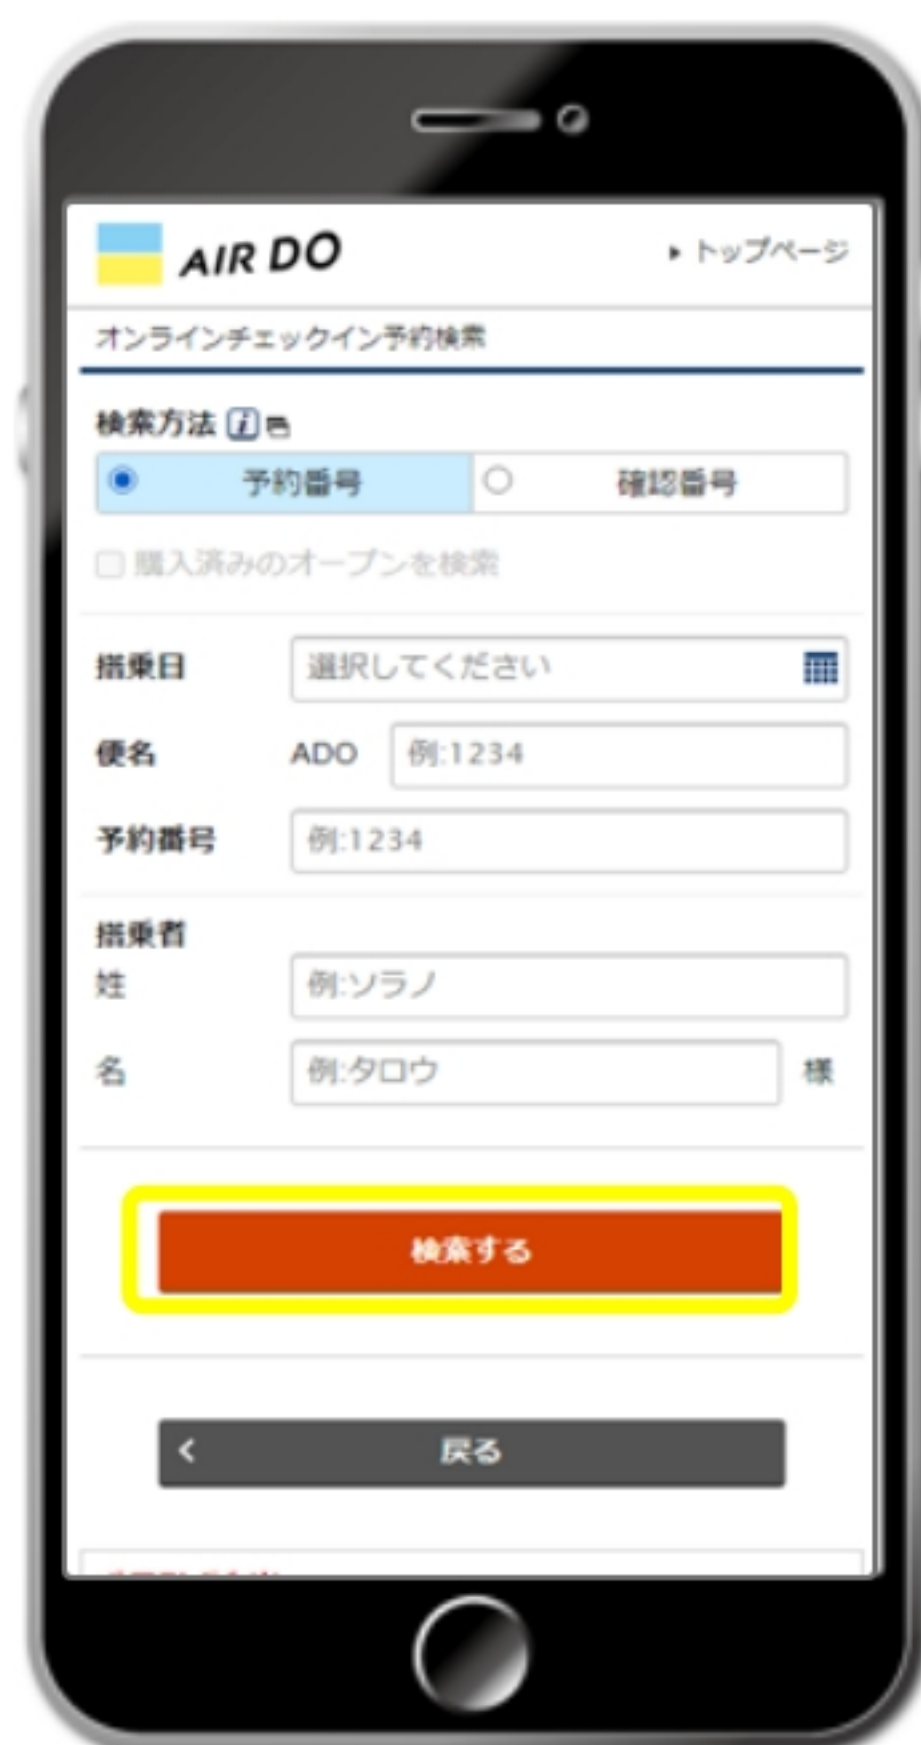 AIR DO
トップページ
オンラインチェックイン予約検索
検索方法 i
予約番号 確認番号
購入済みのオープンを検索
搭乗日 選択してください
便名 ADO 例:1234
予約番号 例:1234
搭乗者
姓 例:ソラノ
名 例:タロウ 様
検索する
戻る